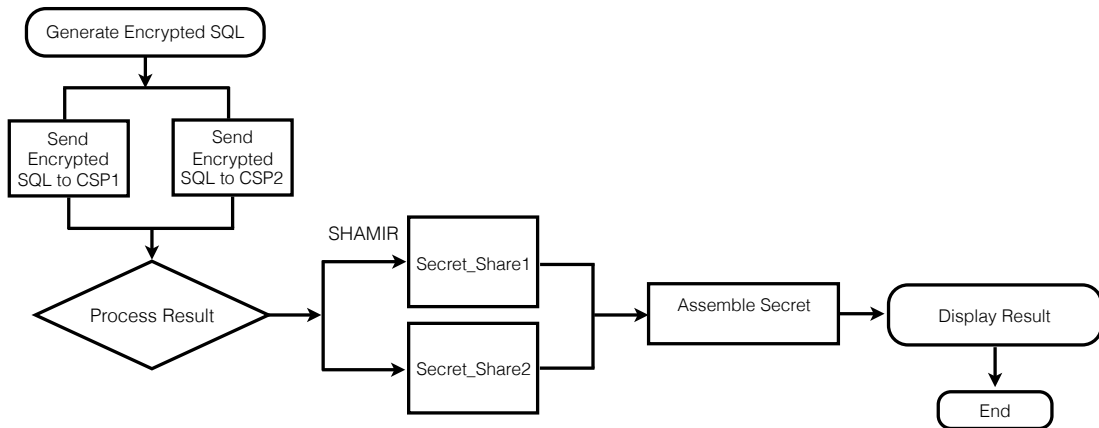 Generate Encrypted SQL
Send
Encrypted
SQL to CSP1
Send
Encrypted
SQL to CSP2
Process Result
SHAMIR
Secret_Share1
Secret_Share2
Assemble Secret
Display Result
End